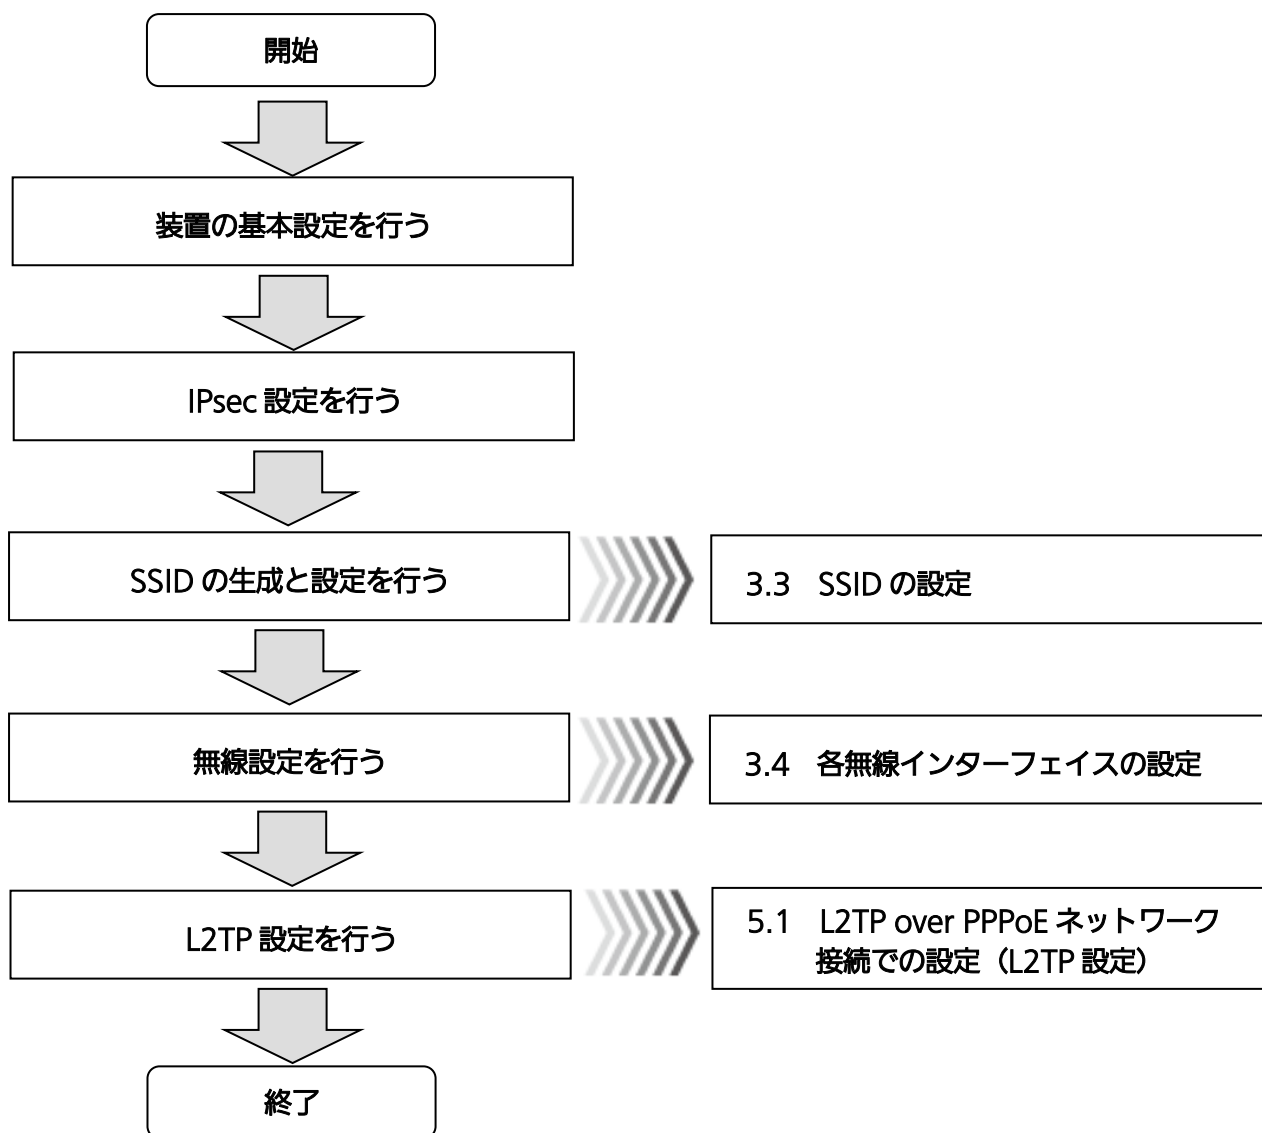 開始
装置の基本設定を行う
IPsec 設定を行う
SSID の生成と設定を行う
3.3 SSID の設定
無線設定を行う
3.4 各無線インターフェイスの設定
L2TP 設定を行う
5.1 L2TP over PPPoE ネットワーク
接続での設定（L2TP 設定）
終了